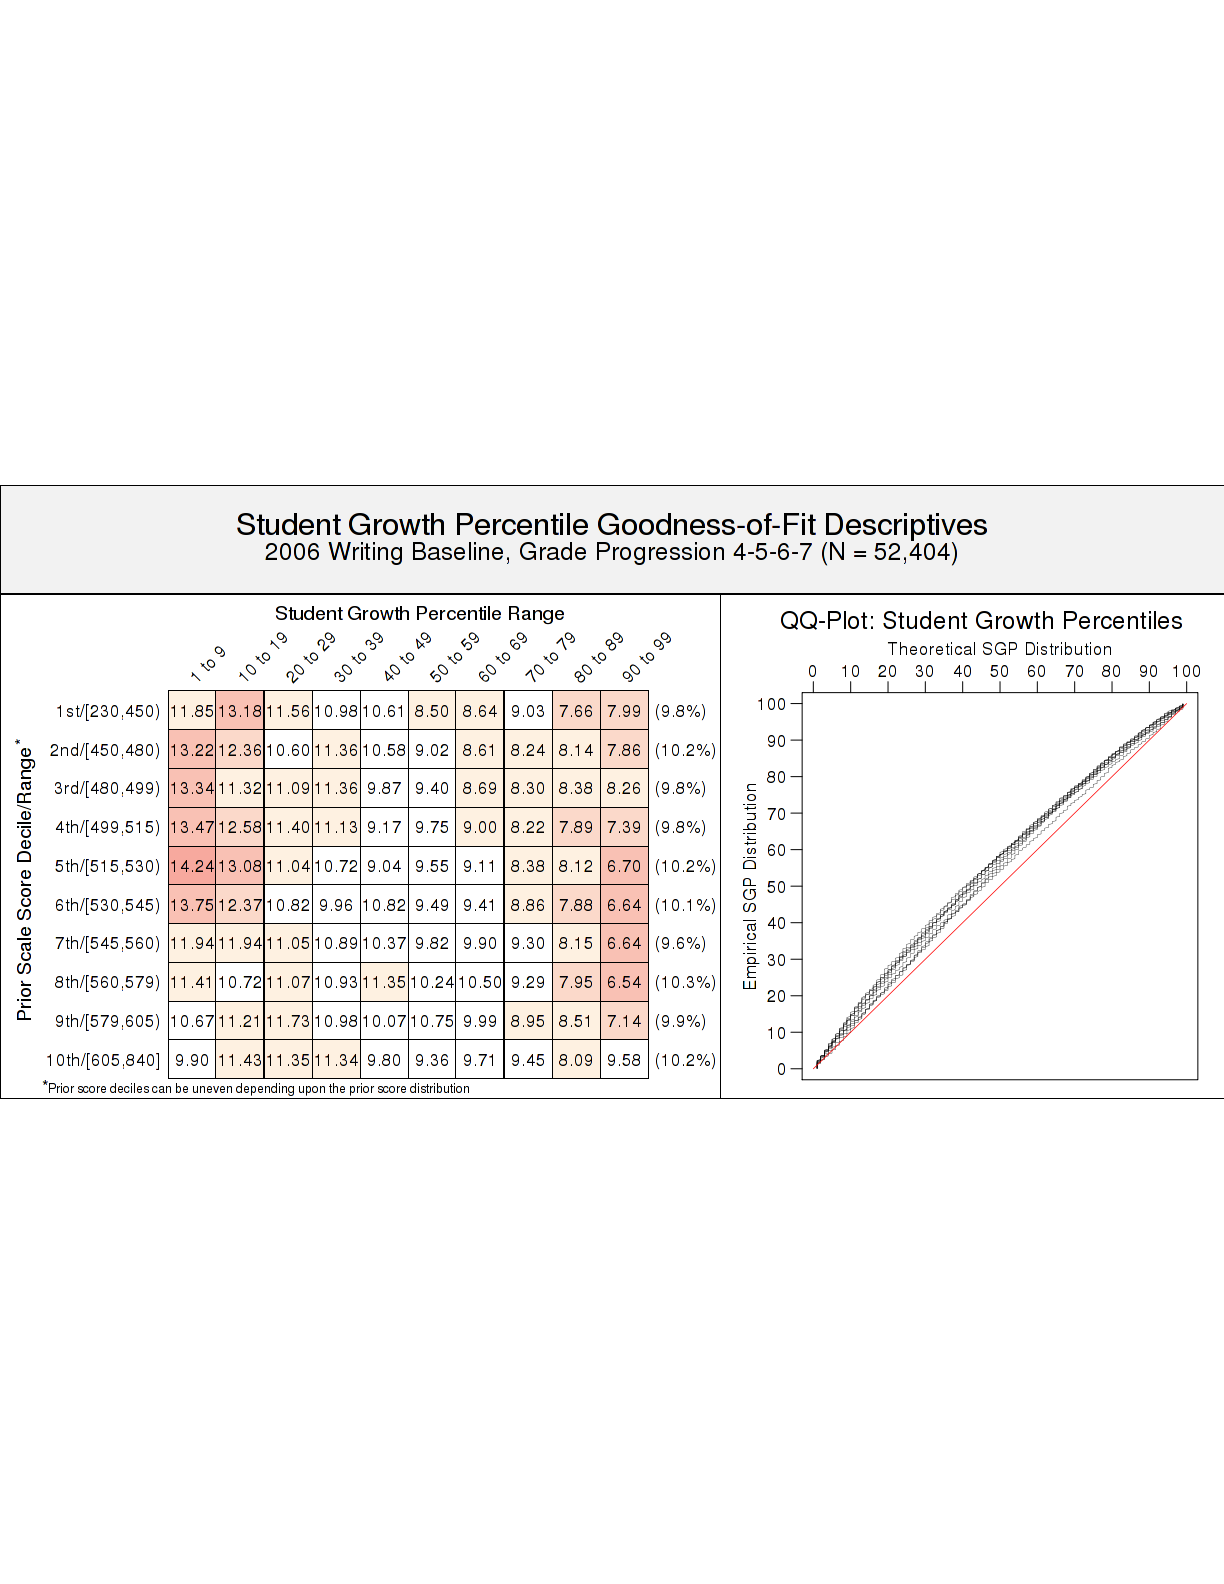 Student Growth Percentile Goodness-of-Fit Descriptives
2006 Writing Baseline, Grade Progression 4-5-6-7 (N = 52,404)
Student Growth Percentile Range
1 to 9 10 to 19 20 to 29 30 to 39 40 to 49 50 to 59 60 to 69 70 to 79 80 to 89 90 to 99
Prior Scale Score Decile/Range*
1st/[230,450) 11.85 13.18 11.56 10.98 10.61 8.50 8.64 9.03 7.66 7.99 (9.8%)
2nd/[450,480) 13.22 12.36 10.60 11.36 10.58 9.02 8.61 8.24 8.14 7.86 (10.2%)
3rd/[480,499) 13.34 11.32 11.09 11.36 9.87 9.40 8.69 8.30 8.38 8.26 (9.8%)
4th/[499,515) 13.47 12.58 11.40 11.13 9.17 9.75 9.00 8.22 7.89 7.39 (9.8%)
5th/[515,530) 14.24 13.08 11.04 10.72 9.04 9.55 9.11 8.38 8.12 6.70 (10.2%)
6th/[530,545) 13.75 12.37 10.82 9.96 10.82 9.49 9.41 8.86 7.88 6.64 (10.1%)
7th/[545,560) 11.94 11.94 11.05 10.89 10.37 9.82 9.90 9.30 8.15 6.64 (9.6%)
8th/[560,579) 11.41 10.72 11.07 10.93 11.35 10.24 10.50 9.29 7.95 6.54 (10.3%)
9th/[579,605) 10.67 11.21 11.73 10.98 10.07 10.75 9.99 8.95 8.51 7.14 (9.9%)
10th/[605,840] 9.90 11.43 11.35 11.34 9.80 9.36 9.71 9.45 8.09 9.58 (10.2%)
*Prior score deciles can be uneven depending upon the prior score distribution
QQ-Plot: Student Growth Percentiles
Theoretical SGP Distribution
0 10 20 30 40 50 60 70 80 90 100
Empirical SGP Distribution
100
90
80
70
60
50
40
30
20
10
0